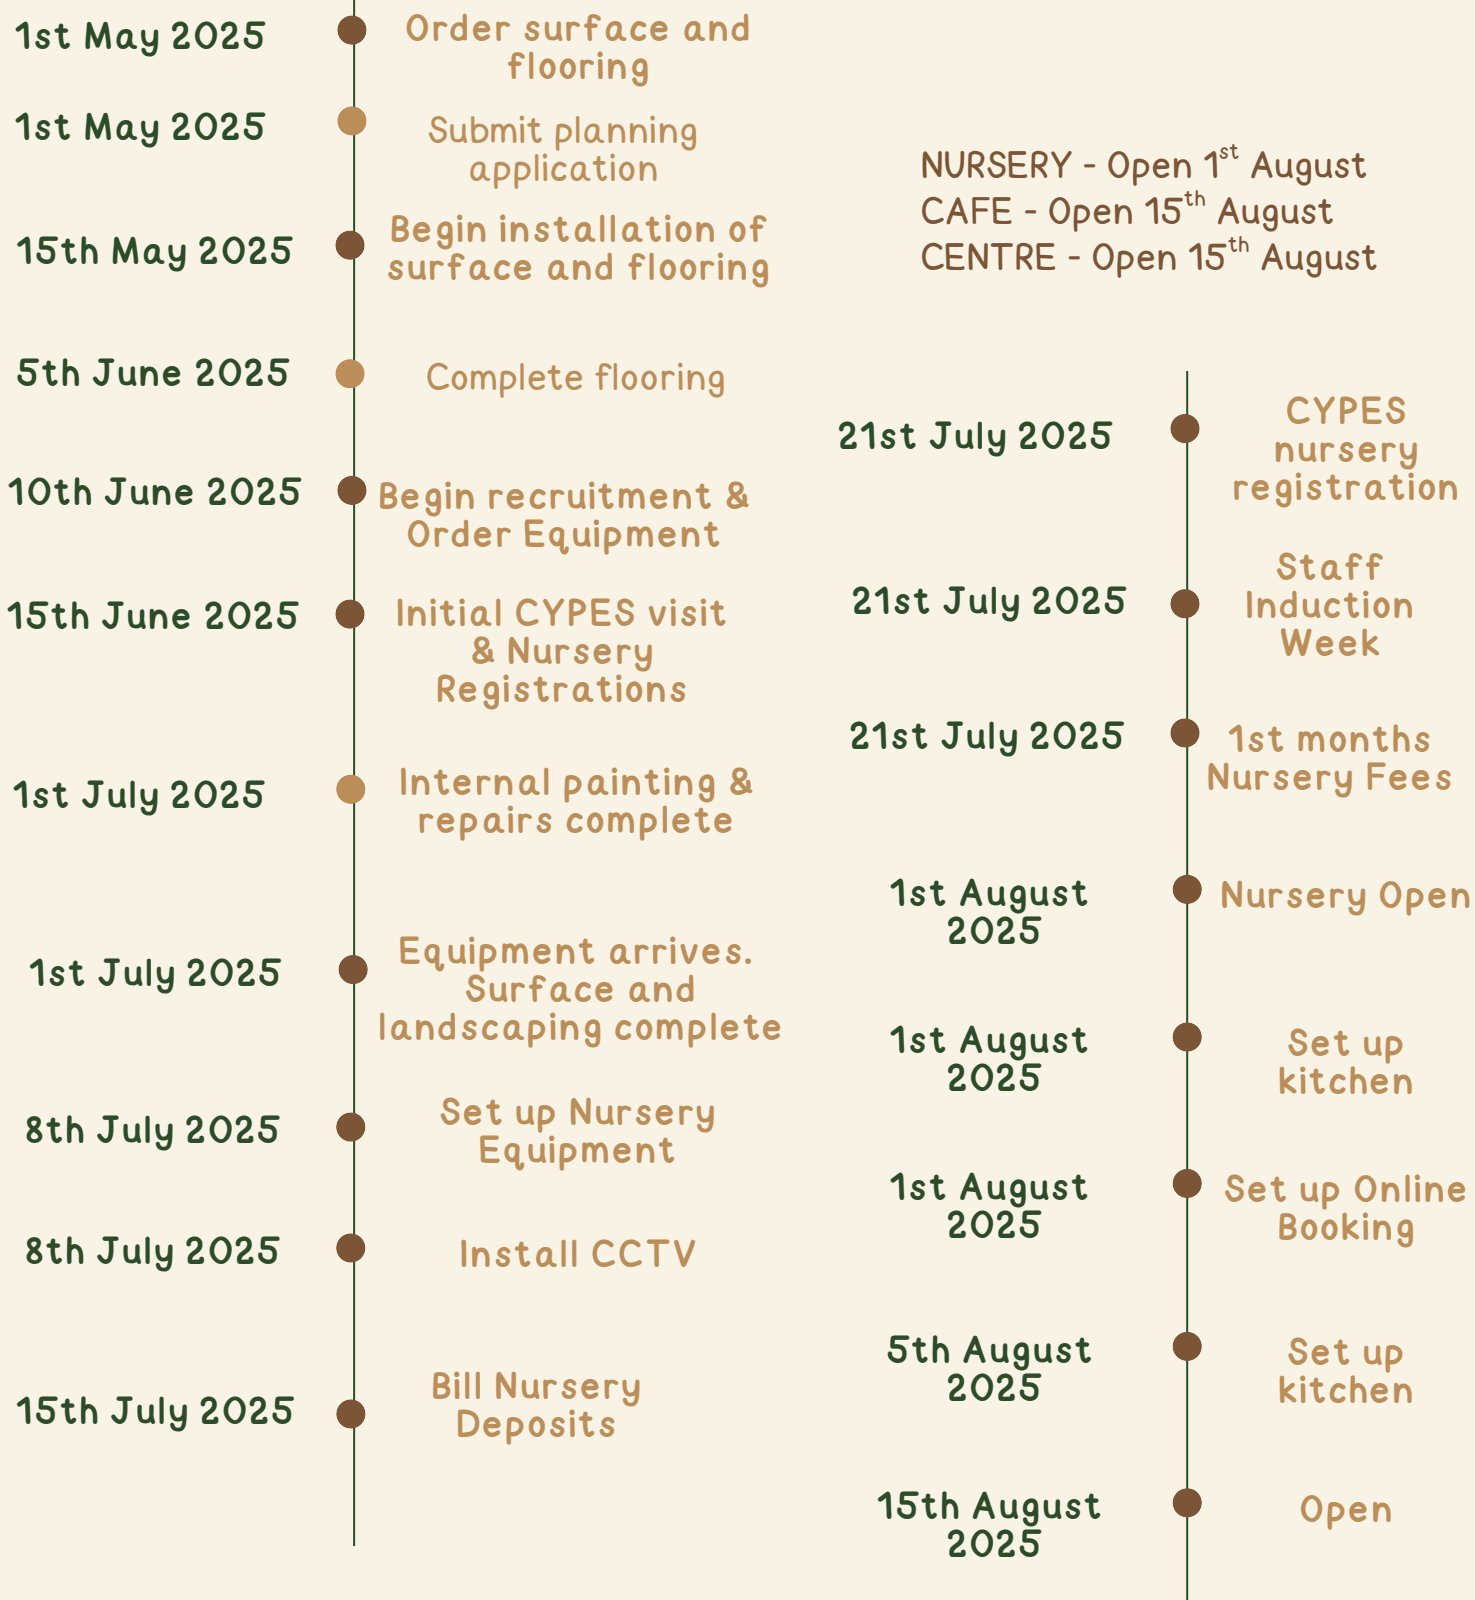 1st May 2025
Order surface and
flooring
1st May 2025
Submit planning
application
15th May 2025
Begin installation of
surface and flooring
5th June 2025
Complete flooring
10th June 2025
Begin recruitment &
Order Equipment
15th June 2025
Initial CYPES visit
& Nursery
Registrations
1st July 2025
Internal painting &
repairs complete
1st July 2025
Equipment arrives.
Surface and
landscaping complete
8th July 2025
Set up Nursery
Equipment
8th July 2025
Install CCTV
15th July 2025
Bill Nursery
Deposits
NURSERY - Open 1st August
CAFE - Open 15th August
CENTRE - Open 15th August
21st July 2025
CYPES
nursery
registration
21st July 2025
Staff
Induction
Week
21st July 2025
1st months
Nursery Fees
1st August
2025
Nursery Open
1st August
2025
Set up
kitchen
1st August
2025
Set up Online
Booking
5th August
2025
Set up
kitchen
15th August
2025
Open